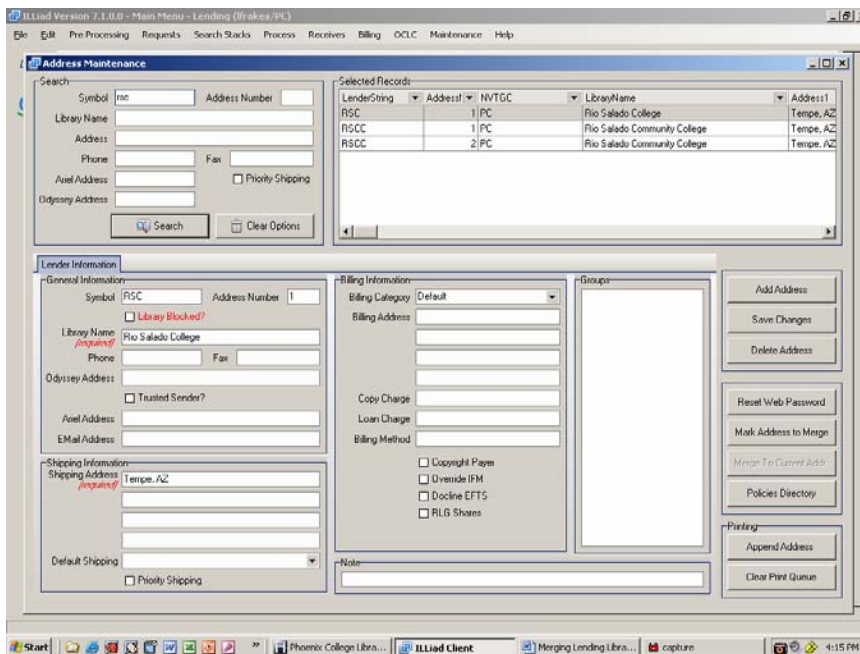 ILLiad Version 7.1.0.0 - Main Menu - Lending (lfrakes/PC)
File Edit Pre Processing Requests Search Stacks Process Receives Billing OCLC Maintenance Help
Address Maintenance
Search
Symbol rsc Address Number
Library Name
Address
Phone Fax
Ariel Address Priority Shipping
Odyssey Address
Search Clear Options
Selected Records
LenderString AddressN NVTGC LibraryName Address1
RSC 1 PC Rio Salado College Tempe, AZ
RSCC 1 PC Rio Salado Community College Tempe, AZ
RSCC 2 PC Rio Salado Community College Tempe, AZ
Lender Information
General Information
Symbol RSC Address Number 1
Library Blocked?
Library Name Rio Salado College
(required)
Phone Fax
Odyssey Address
Trusted Sender?
Ariel Address
EMail Address
Shipping Information
Shipping Address Tempe, AZ
(required)
Default Shipping
Priority Shipping
Billing Information
Billing Category Default
Billing Address
Copy Charge
Loan Charge
Billing Method
Copyright Payer
Override IFM
Docline EFTS
RLG Shares
Groups
Note
Add Address
Save Changes
Delete Address
Reset Web Password
Mark Address to Merge
Merge To Current Addr.
Policies Directory
Printing
Append Address
Clear Print Queue
Start » Phoenix College Libra... ILLiad Client Merging Lending Libra... capture 4:15 PM